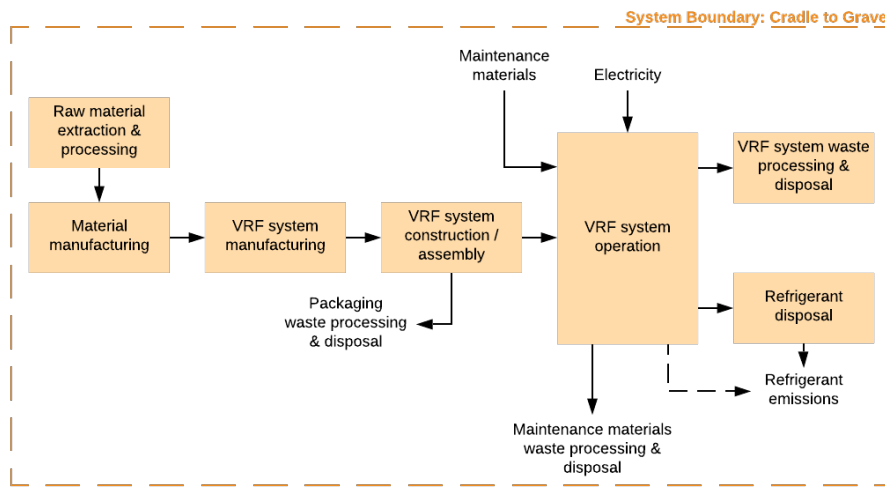 System Boundary: Cradle to Grave
Maintenance
materials
Electricity
Raw material
extraction &
processing
VRF system waste
processing &
disposal
Material
manufacturing
VRF system
manufacturing
VRF system
construction /
assembly
VRF system
operation
Packaging
waste processing
& disposal
Refrigerant
disposal
Refrigerant
emissions
Maintenance materials
waste processing &
disposal